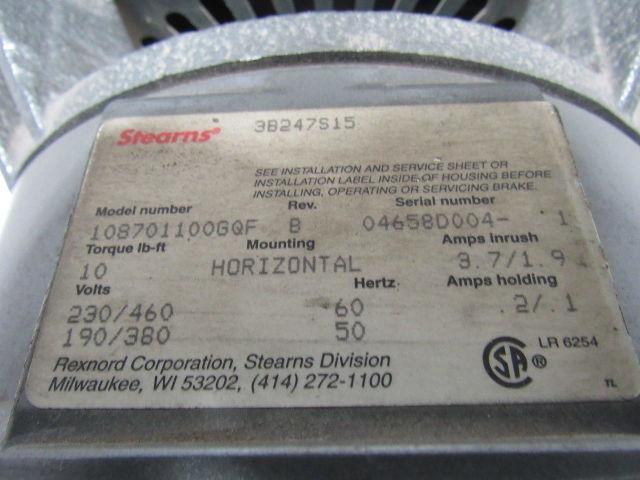 Stearns® 3B247S15
SEE INSTALLATION AND SERVICE SHEET OR
INSTALLATION LABEL INSIDE OF HOUSING BEFORE
INSTALLING, OPERATING OR SERVICING BRAKE.
Model number Rev. Serial number
108701100GQF B 04658D004- 1
Torque lb-ft Mounting Amps inrush
10 HORIZONTAL 3.7/1.9
Volts Hertz Amps holding
230/460 60 .2/.1
190/380 50
Rexnord Corporation, Stearns Division
Milwaukee, WI 53202, (414) 272-1100
SA ® LR 6254
TL